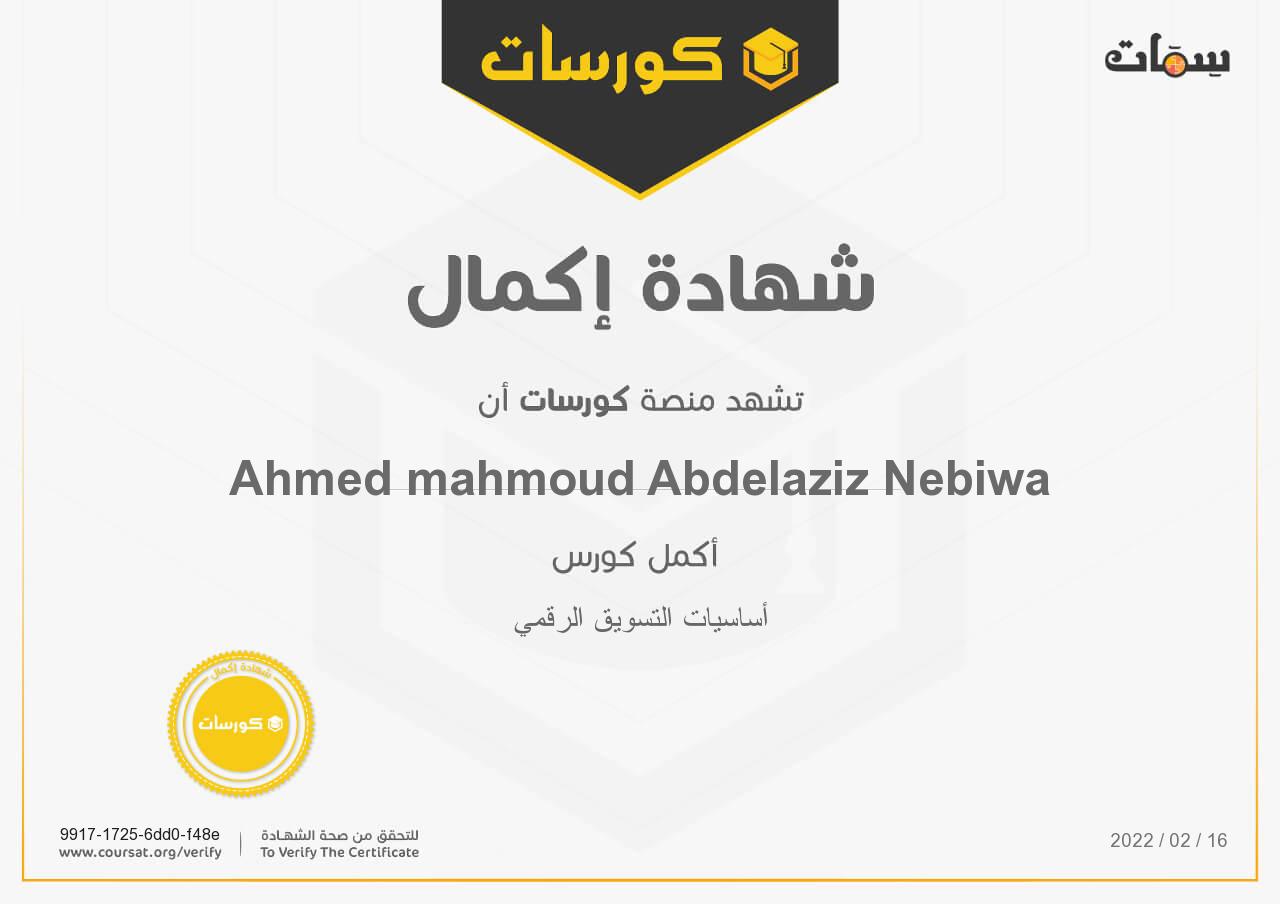 كورسات
سمات
شهادة إكمال
تشهد منصة كورسات أن
Ahmed mahmoud Abdelaziz Nebiwa
أكمل كورس
أساسيات التسويق الرقمي
شهادة إكمال
كورسات
9917-1725-6dd0-f48e
www.coursat.org/verify
للتحقق من صحة الشهادة
To Verify The Certificate
2022 / 02 / 16